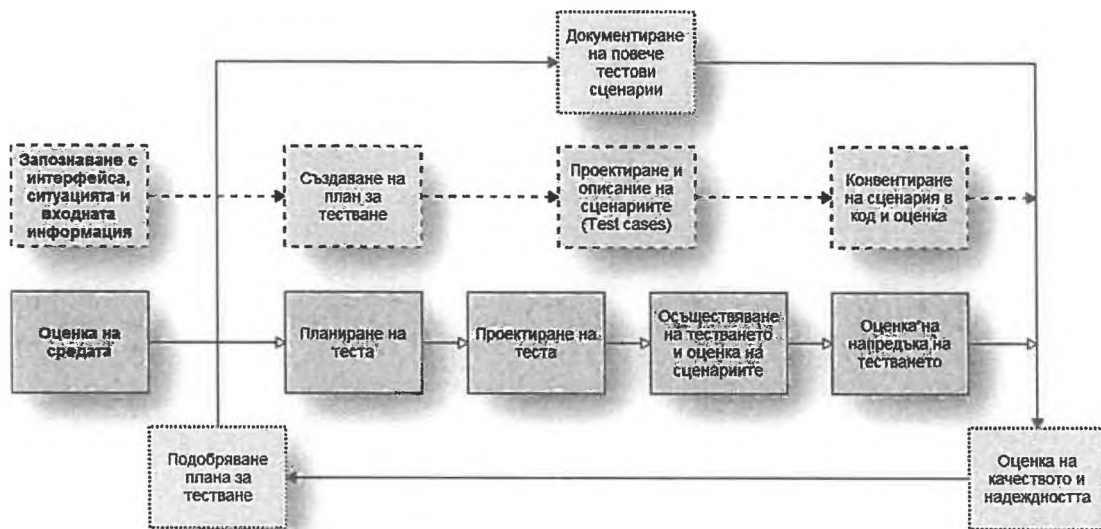 Документиране
на повече
тестови
сценарии
Запознаване с
интерфейса,
ситуацията и
входната
информация
Създаване на
план за
тестване
Проектиране и
описание на
сценариите
(Test cases)
Конвентиране
на сценария в
код и оценка
Оценка на
средата
Планиране на
теста
Проектиране на
теста
Осъществяване
на тестването
и оценка на
сценариите
Оценка на
напредъка на
тестването
Подобряване
плана за
тестване
Оценка на
качеството и
надеждността